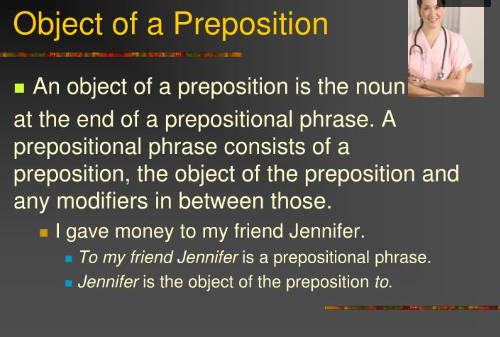 Object of a Preposition
An object of a preposition is the noun
at the end of a prepositional phrase. A
prepositional phrase consists of a
preposition, the object of the preposition and
any modifiers in between those.
I gave money to my friend Jennifer.
To my friend Jennifer is a prepositional phrase.
Jennifer is the object of the preposition to.